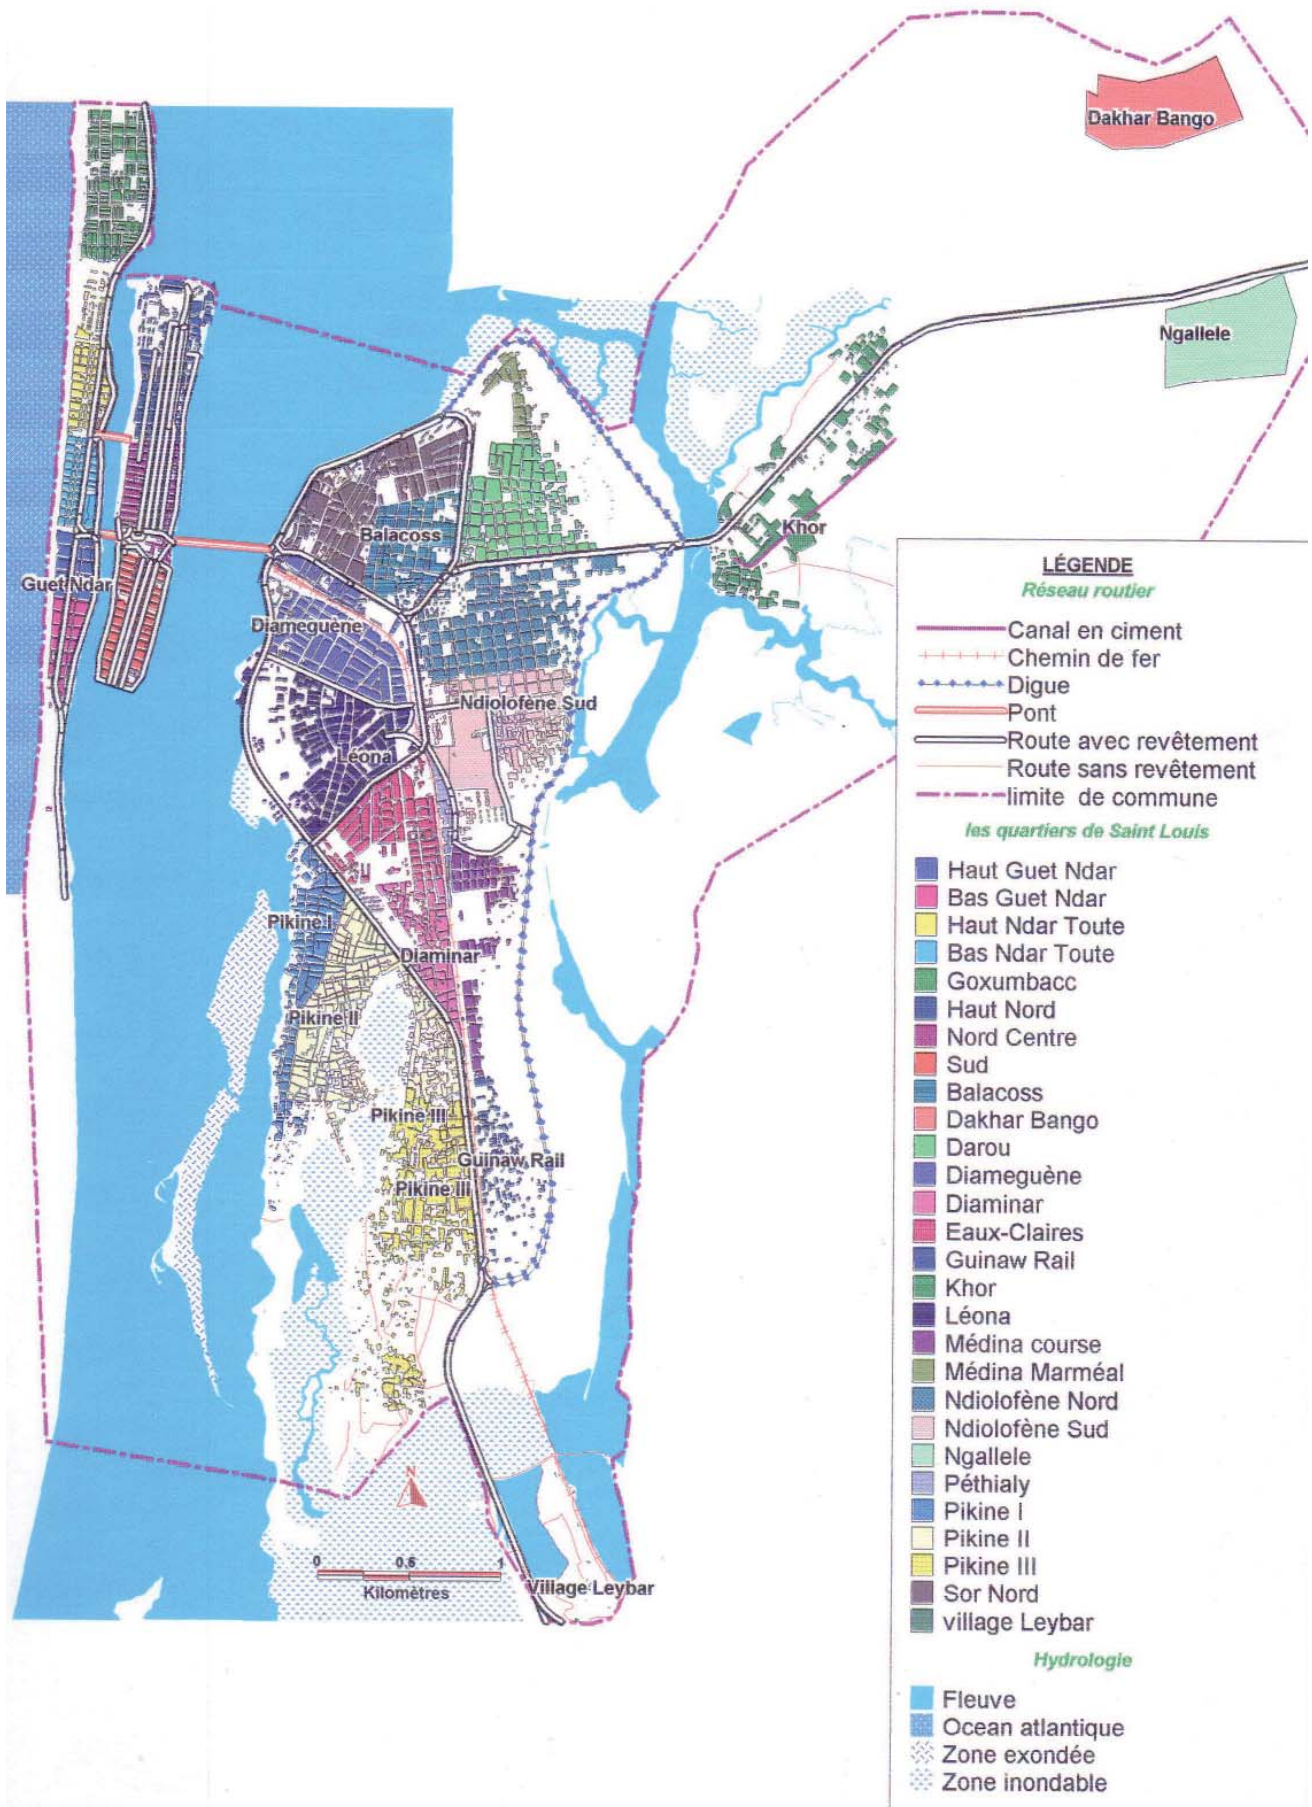 Dakhar Bango
Ngallele
Khor
Balacoss
Guet Ndar
Diameguène
Ndiolofène Sud
Léona
Pikine I
Diaminar
Pikine II
Pikine III
Guinaw Rail
Pikine III
N
0 0,5 1
Kilomètres
Village Leybar
LÉGENDE
Réseau routier
Canal en ciment
Chemin de fer
Digue
Pont
Route avec revêtement
Route sans revêtement
limite de commune
les quartiers de Saint Louis
Haut Guet Ndar
Bas Guet Ndar
Haut Ndar Toute
Bas Ndar Toute
Goxumbacc
Haut Nord
Nord Centre
Sud
Balacoss
Dakhar Bango
Darou
Diameguène
Diaminar
Eaux-Claires
Guinaw Rail
Khor
Léona
Médina course
Médina Marméal
Ndiolofène Nord
Ndiolofène Sud
Ngallele
Péthialy
Pikine I
Pikine II
Pikine III
Sor Nord
village Leybar
Hydrologie
Fleuve
Ocean atlantique
Zone exondée
Zone inondable